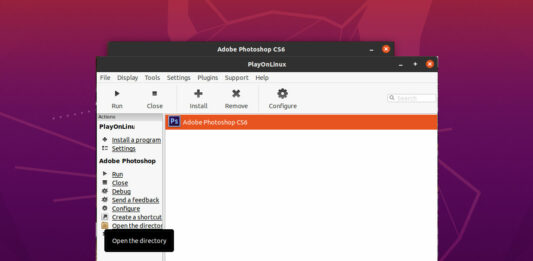 Adobe Photoshop CS6
PlayOnLinux
File Display Tools Settings Plugins Support Help
Run Close Install Remove Configure
Search
Actions
PlayOnLinu
Ps Adobe Photoshop CS6
Install a program
Settings
Adobe Photoshop
Run
Close
Debug
Send a feedback
Configure
Create a shortcut
Open the director
Open the directory